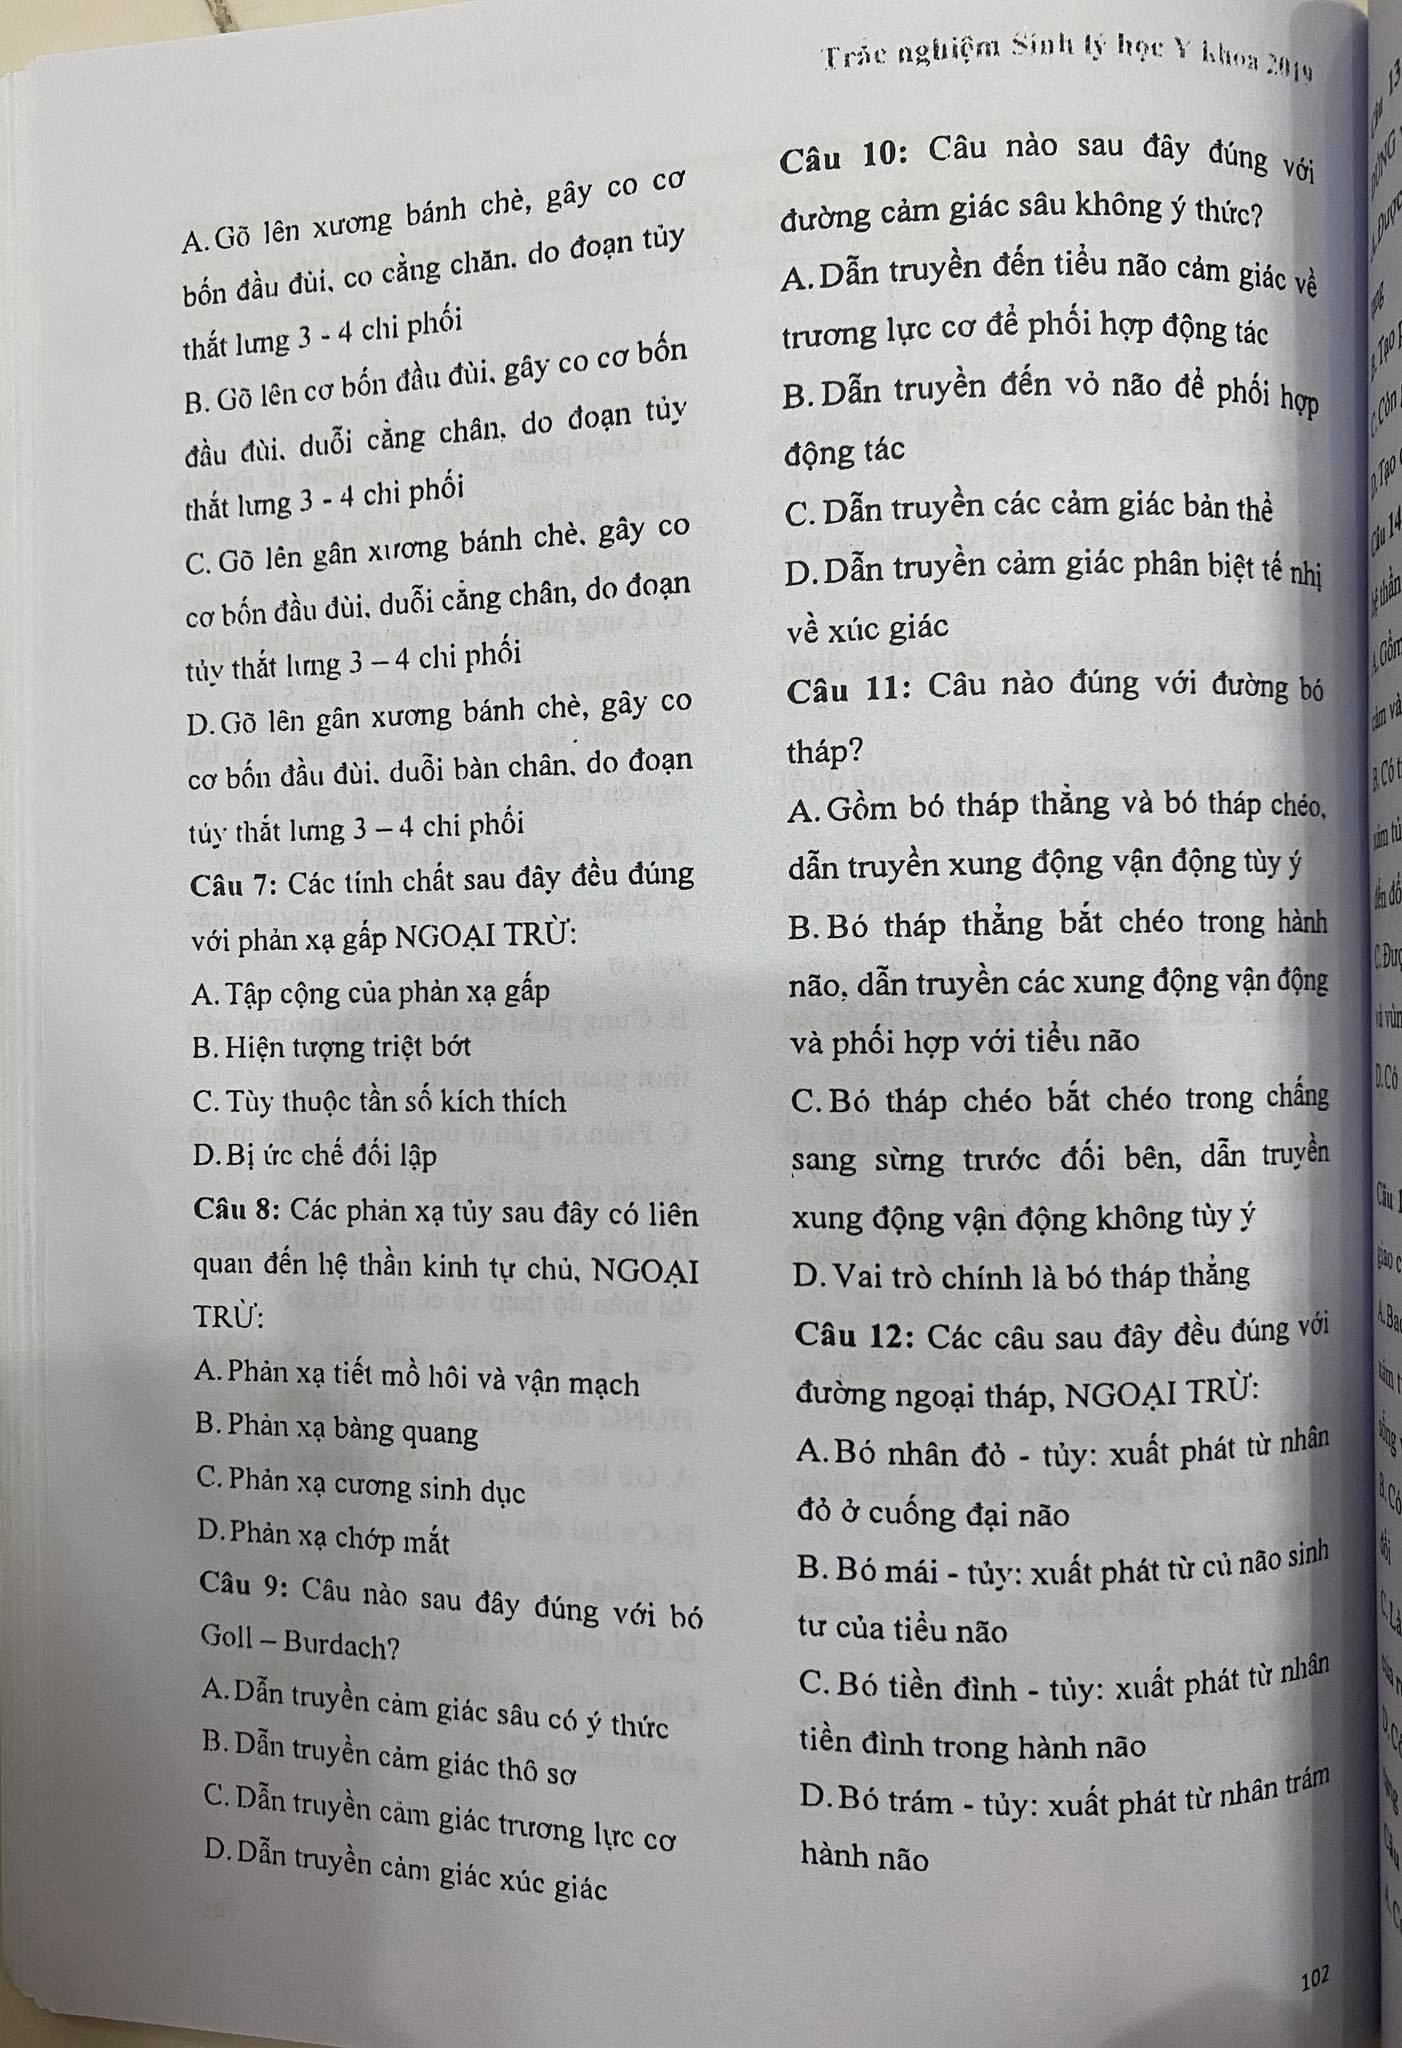 Trắc nghiệm Sinh lý học Y khoa 2019
A. Gõ lên xương bánh chè, gây co cơ
bốn đầu đùi, co cẳng chăn. do đoạn tủy
thắt lưng 3 - 4 chi phối
B. Gõ lên cơ bốn đầu đùi, gây co cơ bốn
đầu đùi. duỗi cẳng chân, do đoạn tủy
thắt lưng 3 - 4 chi phối
C. Gõ lên gân xương bánh chè. gây co
cơ bốn đầu đùi, duỗi cẳng chân, do đoạn
tủy thắt lưng 3 – 4 chi phối
D. Gõ lên gân xương bánh chè, gây co
cơ bốn đầu đùi. duỗi bàn chân. do đoạn
túy thắt lưng 3 – 4 chi phối
Câu 7: Các tính chất sau đây đều đúng
với phản xạ gấp NGOẠI TRỪ:
A. Tập cộng của phản xạ gấp
B. Hiện tượng triệt bớt
C. Tùy thuộc tần số kích thích
D. Bị ức chế đối lập
Câu 8: Các phản xạ tủy sau đây có liên
quan đến hệ thần kinh tự chủ, NGOẠI
TRỪ:
A. Phản xạ tiết mồ hôi và vận mạch
B. Phản xạ bàng quang
C. Phản xạ cương sinh dục
D. Phản xạ chớp mắt
Câu 9: Câu nào sau đây đúng với bó
Goll – Burdach?
A. Dẫn truyền cảm giác sâu có ý thức
B. Dẫn truyền cảm giác thô sơ
C. Dẫn truyền cảm giác trương lực cơ
D. Dẫn truyền cảm giác xúc giác
Câu 10: Câu nào sau đây đúng với
đường cảm giác sâu không ý thức?
A. Dẫn truyền đến tiểu não cảm giác về
trương lực cơ để phối hợp động tác
B. Dẫn truyền đến vỏ não để phối hợp
động tác
C. Dẫn truyền các cảm giác bản thể
D. Dẫn truyền cảm giác phân biệt tế nhị
về xúc giác
Câu 11: Câu nào đúng với đường bó
tháp?
A. Gồm bó tháp thẳng và bó tháp chéo,
dẫn truyền xung động vận động tùy ý
B. Bó tháp thẳng bắt chéo trong hành
não, dẫn truyền các xung động vận động
và phối hợp với tiểu não
C. Bó tháp chéo bắt chéo trong chẳng
sang sừng trước đối bên, dẫn truyền
xung động vận động không tùy ý
D. Vai trò chính là bó tháp thẳng
Câu 12: Các câu sau đây đều đúng với
đường ngoại tháp, NGOẠI TRỪ:
A. Bó nhân đỏ - tủy: xuất phát từ nhân
đỏ ở cuống đại não
B. Bó mái - tủy: xuất phát từ củ não sinh
tư của tiểu não
C. Bó tiền đình - tủy: xuất phát từ nhân
tiền đình trong hành não
D. Bó trám - tủy: xuất phát từ nhân trám
hành não
102